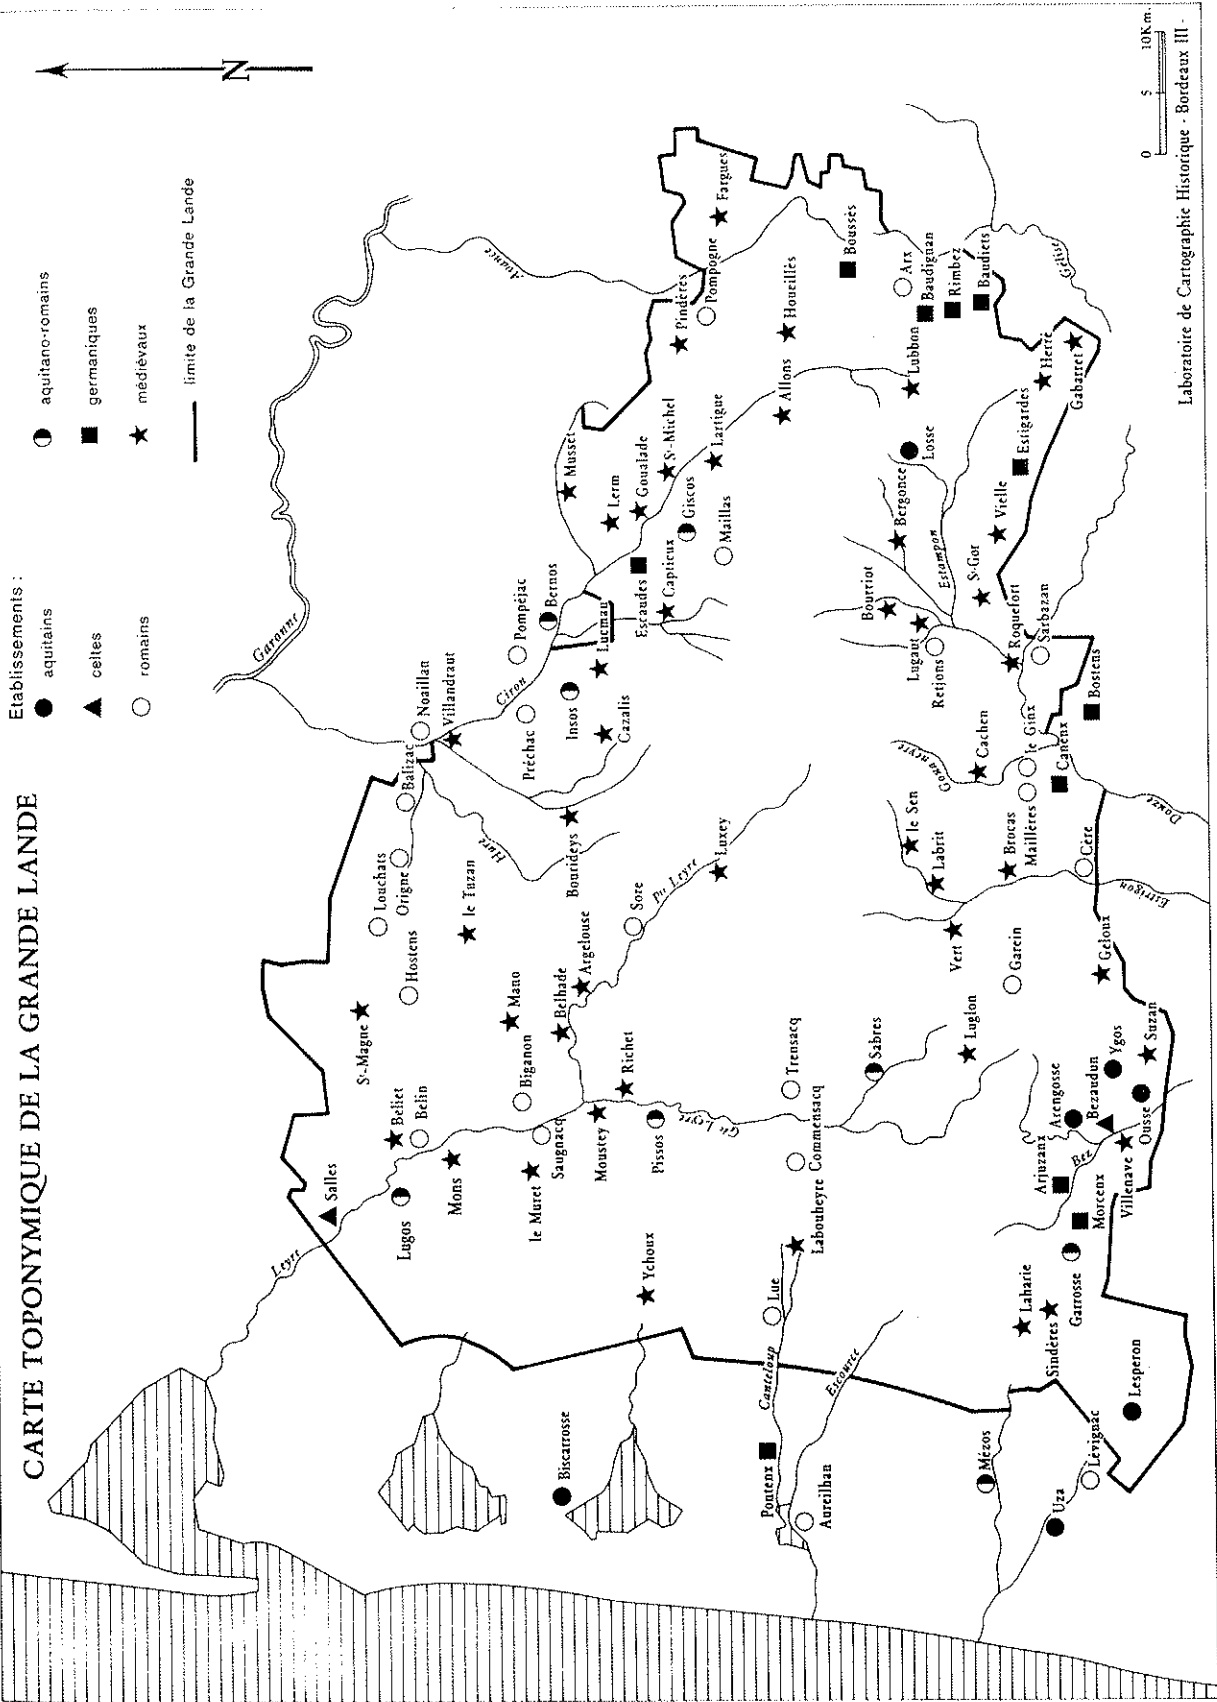 CARTE TOPONYMIQUE DE LA GRANDE LANDE
Etablissements :
aquitains
celtes
romains
aquitano-romains
germaniques
médiévaux
limite de la Grande Lande
N
Garonne
Avance
Leyre
Salles
St-Magne
Louchats
Origne
Balizac
Noaillan
Villandraut
Hostens
Beliet
Belin
Lugos
Mons
le Tuzan
Hure
Ciron
Préchac
Pompéjac
Bernos
Musset
Mano
Biganon
Saugnacq
le Muret
Belhade
Argelouse
Bourideys
Insos
Cazalis
Lucmau
Lerm
Goualade
St-Michel
Escaudes
Captieux
Giscos
Maillas
Lartigue
Pindères
Pompogne
Fargues
Biscarrosse
Moustey
Richet
Pissos
Ychoux
Sore
Pte Leyre
Luxey
Gde Leyre
Allons
Houeillès
Boussès
Trensacq
Commensacq
Labouheyre
Lue
Canteloup
Escource
Pontenx
Aureilhan
Sabres
Luglon
Vert
Labrit
le Sen
Gouaneyre
Cachen
Lugaut
Retjons
Bourriot
Bergonce
Estampon
Losse
Lubbon
Arx
Baudignan
Rimbez
Baudiets
Gélise
Herré
Gabarret
Estigardes
Vielle
St-Gor
Roquefort
Sarbazan
Bostens
le Ginx
Canenx
Maillères
Brocas
Cère
Douze
Estrigon
Garein
Geloux
Suzan
Ygos
Ousse
Bezaudun
Arengosse
Arjuzanx
Bez
Villenave
Morcenx
Garrosse
Laharie
Sindères
Lesperon
Mézos
Lévignac
Uza
0 5 10Km.
Laboratoire de Cartographie Historique - Bordeaux III -